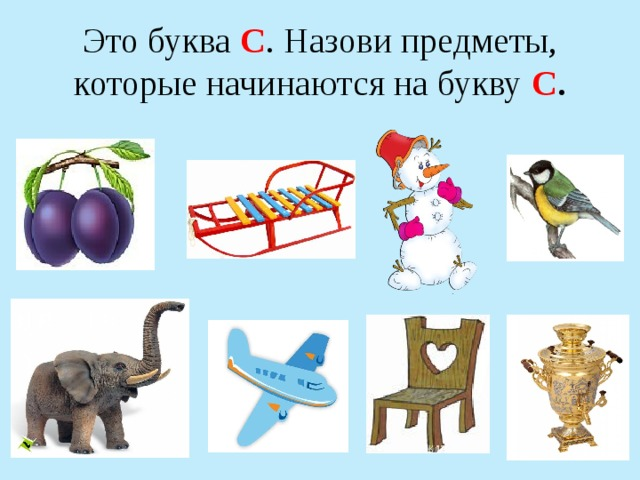 Это буква С. Назови предметы,
которые начинаются на букву С.